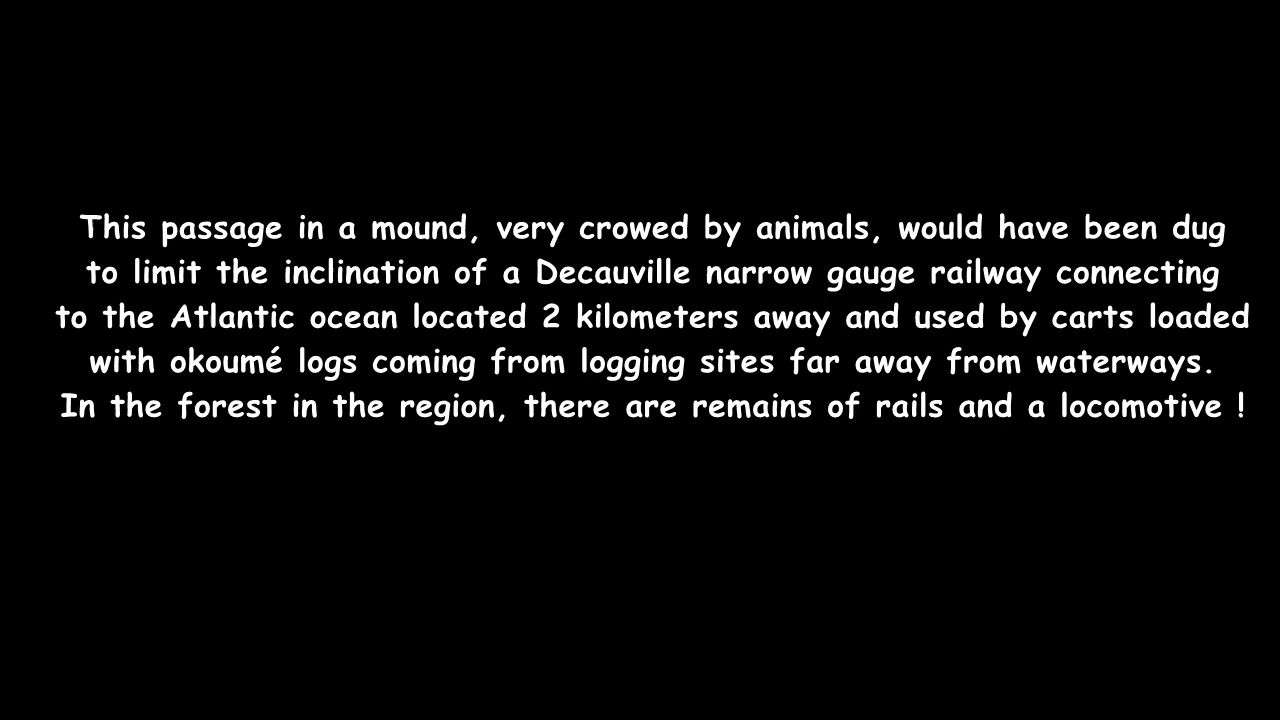 This passage in a mound, very crowed by animals, would have been dug
to limit the inclination of a Decauville narrow gauge railway connecting
to the Atlantic ocean located 2 kilometers away and used by carts loaded
with okoumé logs coming from logging sites far away from waterways.
In the forest in the region, there are remains of rails and a locomotive !